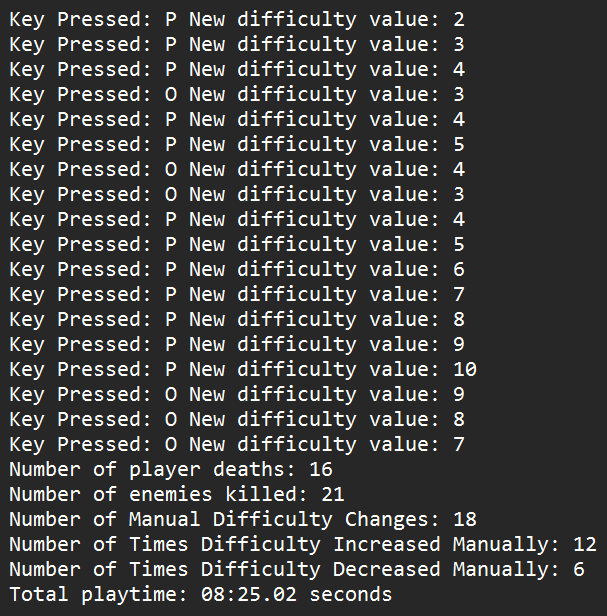 Key Pressed: P New difficulty value: 2
Key Pressed: P New difficulty value: 3
Key Pressed: P New difficulty value: 4
Key Pressed: O New difficulty value: 3
Key Pressed: P New difficulty value: 4
Key Pressed: P New difficulty value: 5
Key Pressed: O New difficulty value: 4
Key Pressed: O New difficulty value: 3
Key Pressed: P New difficulty value: 4
Key Pressed: P New difficulty value: 5
Key Pressed: P New difficulty value: 6
Key Pressed: P New difficulty value: 7
Key Pressed: P New difficulty value: 8
Key Pressed: P New difficulty value: 9
Key Pressed: P New difficulty value: 10
Key Pressed: O New difficulty value: 9
Key Pressed: O New difficulty value: 8
Key Pressed: O New difficulty value: 7
Number of player deaths: 16
Number of enemies killed: 21
Number of Manual Difficulty Changes: 18
Number of Times Difficulty Increased Manually: 12
Number of Times Difficulty Decreased Manually: 6
Total playtime: 08:25.02 seconds